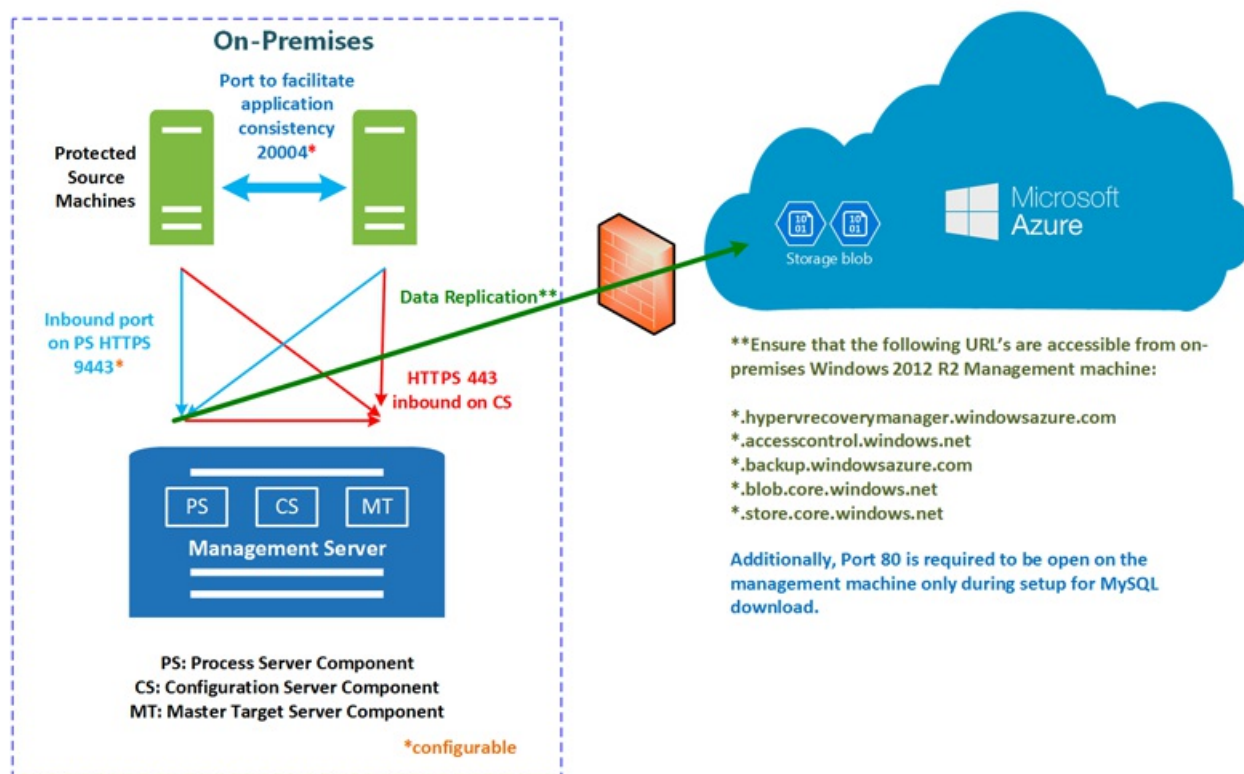 On-Premises
Port to facilitate
application
consistency
20004*
Protected
Source
Machines
Inbound port
on PS HTTPS
9443*
Data Replication**
HTTPS 443
inbound on CS
PS
CS
MT
Management Server
PS: Process Server Component
CS: Configuration Server Component
MT: Master Target Server Component
*configurable
10
01
10
01
Storage blob
Microsoft
Azure
**Ensure that the following URL's are accessible from on-
premises Windows 2012 R2 Management machine:
*.hypervrecoverymanager.windowsazure.com
*.accesscontrol.windows.net
*.backup.windowsazure.com
*.blob.core.windows.net
*.store.core.windows.net
Additionally, Port 80 is required to be open on the
management machine only during setup for MySQL
download.